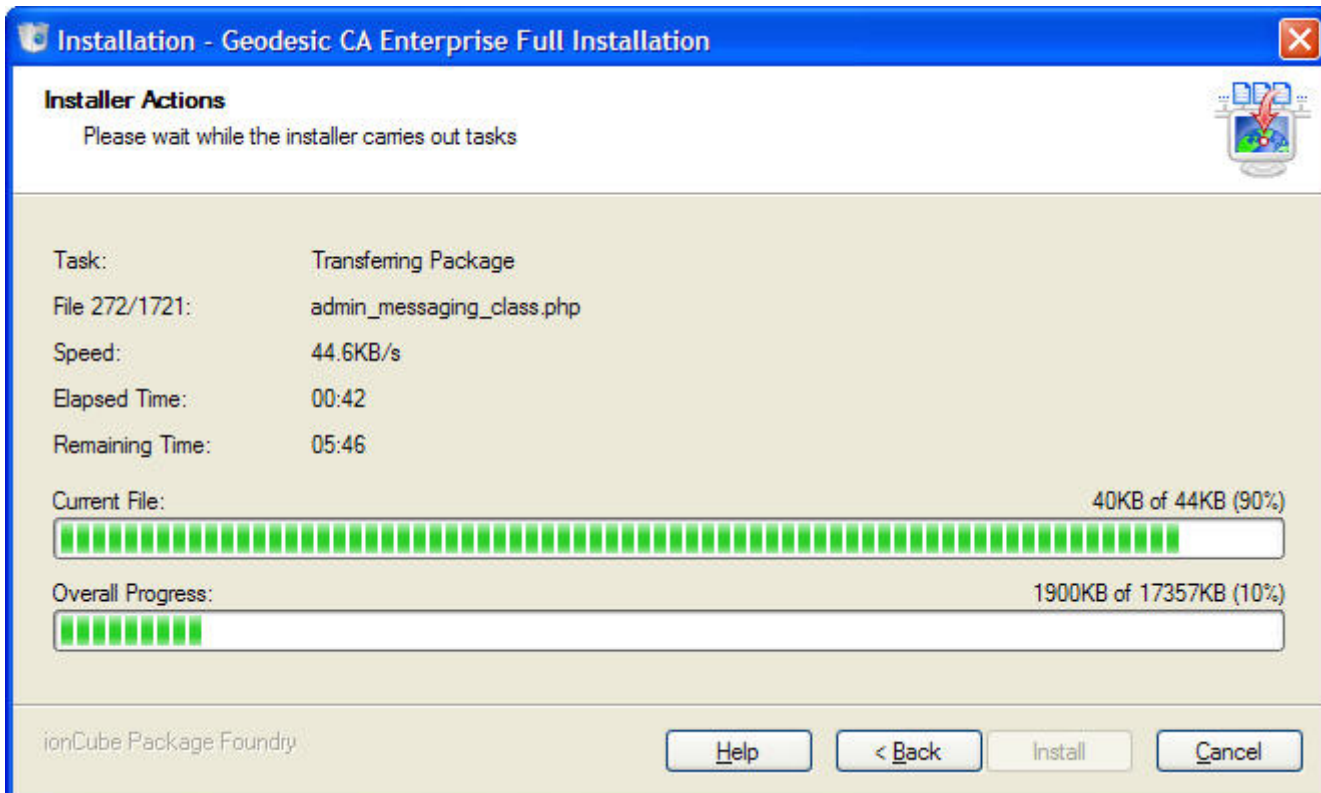 Installation - Geodesic CA Enterprise Full Installation
Installer Actions
Please wait while the installer carries out tasks
Task: Transferring Package
File 272/1721: admin_messaging_class.php
Speed: 44.6KB/s
Elapsed Time: 00:42
Remaining Time: 05:46
Current File: 40KB of 44KB (90%)
Overall Progress: 1900KB of 17357KB (10%)
ionCube Package Foundry
Help < Back Install Cancel